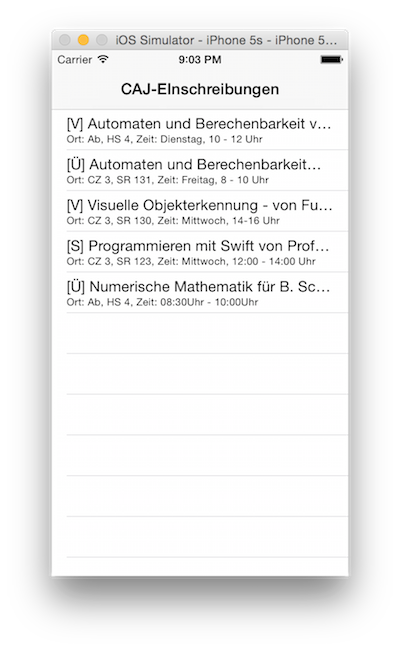 iOS Simulator - iPhone 5s - iPhone 5...
Carrier 9:03 PM
CAJ-EInschreibungen
[V] Automaten und Berechenbarkeit v...
Ort: Ab, HS 4, Zeit: Dienstag, 10 - 12 Uhr
[Ü] Automaten und Berechenbarkeit...
Ort: CZ 3, SR 131, Zeit: Freitag, 8 - 10 Uhr
[V] Visuelle Objekterkennung - von Fu...
Ort: CZ 3, SR 130, Zeit: Mittwoch, 14-16 Uhr
[S] Programmieren mit Swift von Prof...
Ort: CZ 3, SR 123, Zeit: Mittwoch, 12:00 - 14:00 Uhr
[Ü] Numerische Mathematik für B. Sc...
Ort: Ab, HS 4, Zeit: 08:30Uhr - 10:00Uhr